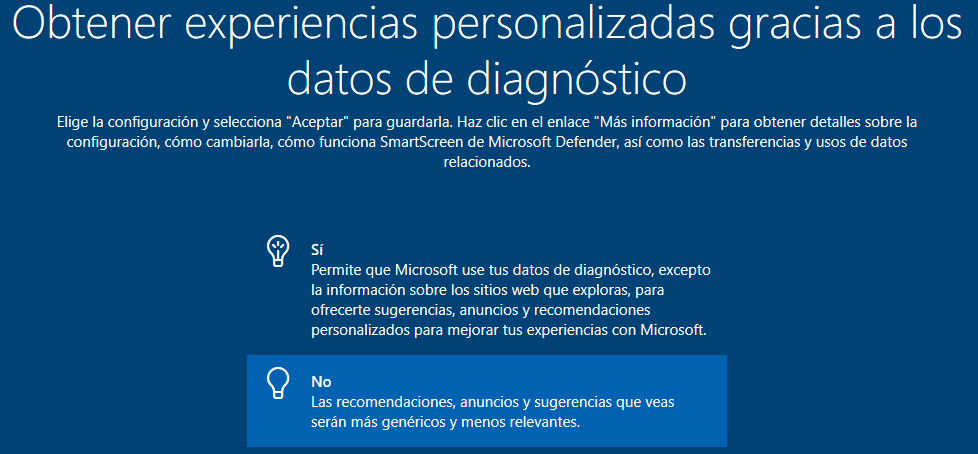 Obtener experiencias personalizadas gracias a los
datos de diagnóstico
Elige la configuración y selecciona "Aceptar" para guardarla. Haz clic en el enlace "Más información" para obtener detalles sobre la
configuración, cómo cambiarla, cómo funciona SmartScreen de Microsoft Defender, así como las transferencias y usos de datos
relacionados.
Sí
Permite que Microsoft use tus datos de diagnóstico, excepto
la información sobre los sitios web que exploras, para
ofrecerte sugerencias, anuncios y recomendaciones
personalizados para mejorar tus experiencias con Microsoft.
No
Las recomendaciones, anuncios y sugerencias que veas
serán más genéricos y menos relevantes.